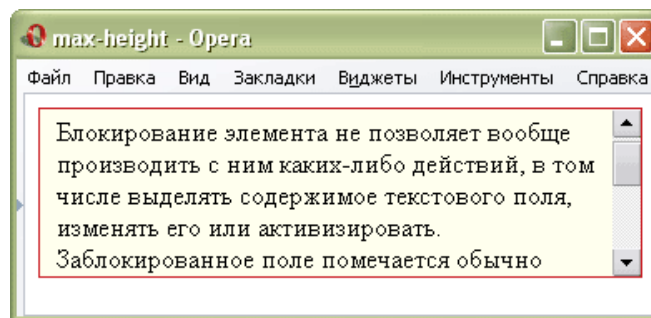 max-height - Opera
Файл Правка Вид Закладки Виджеты Инструменты Справка
Блокирование элемента не позволяет вообще
производить с ним каких-либо действий, в том
числе выделять содержимое текстового поля,
изменять его или активизировать.
Заблокированное поле помечается обычно